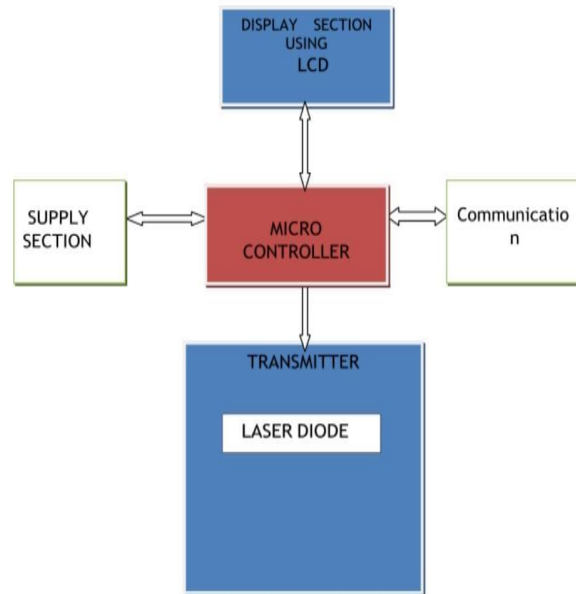 DISPLAY SECTION
USING
LCD
SUPPLY
SECTION
MICRO
CONTROLLER
Communicatio
n
TRANSMITTER
LASER DIODE